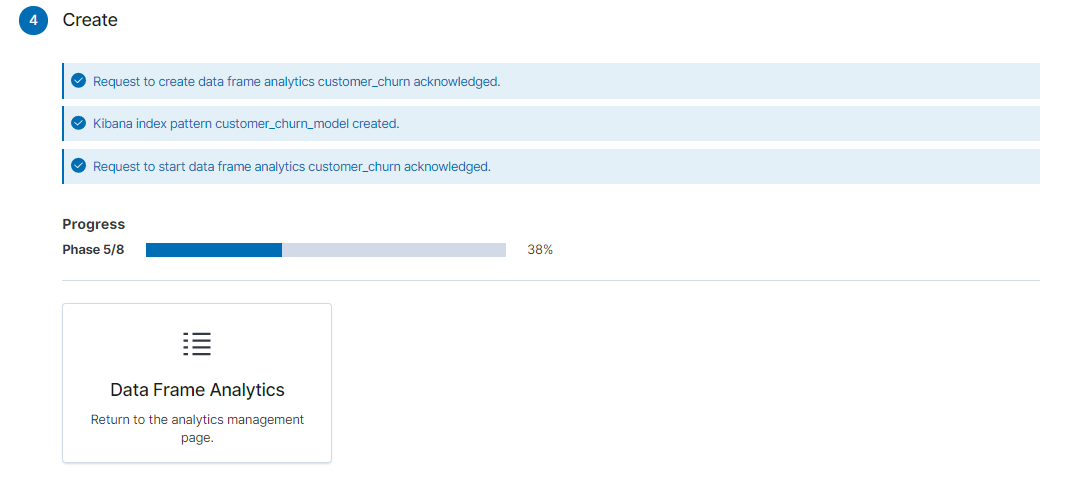 4 Create
Request to create data frame analytics customer_churn acknowledged.
Kibana index pattern customer_churn_model created.
Request to start data frame analytics customer_churn acknowledged.
Progress
Phase 5/8 38%
Data Frame Analytics
Return to the analytics management
page.